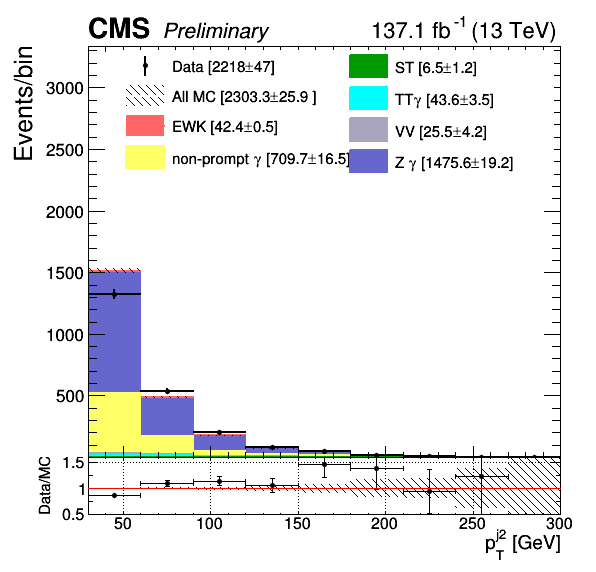 CMS Preliminary 137.1 fb⁻¹ (13 TeV)
Events/bin
3000
2500
2000
1500
1000
500
Data [2218±47]
All MC [2303.3±25.9 ]
EWK [42.4±0.5]
non-prompt γ [709.7±16.5]
ST [6.5±1.2]
TTγ [43.6±3.5]
VV [25.5±4.2]
Z γ [1475.6±19.2]
Data/MC
1.5
1
0.5
50 100 150 200 250 300
p_T^j2 [GeV]